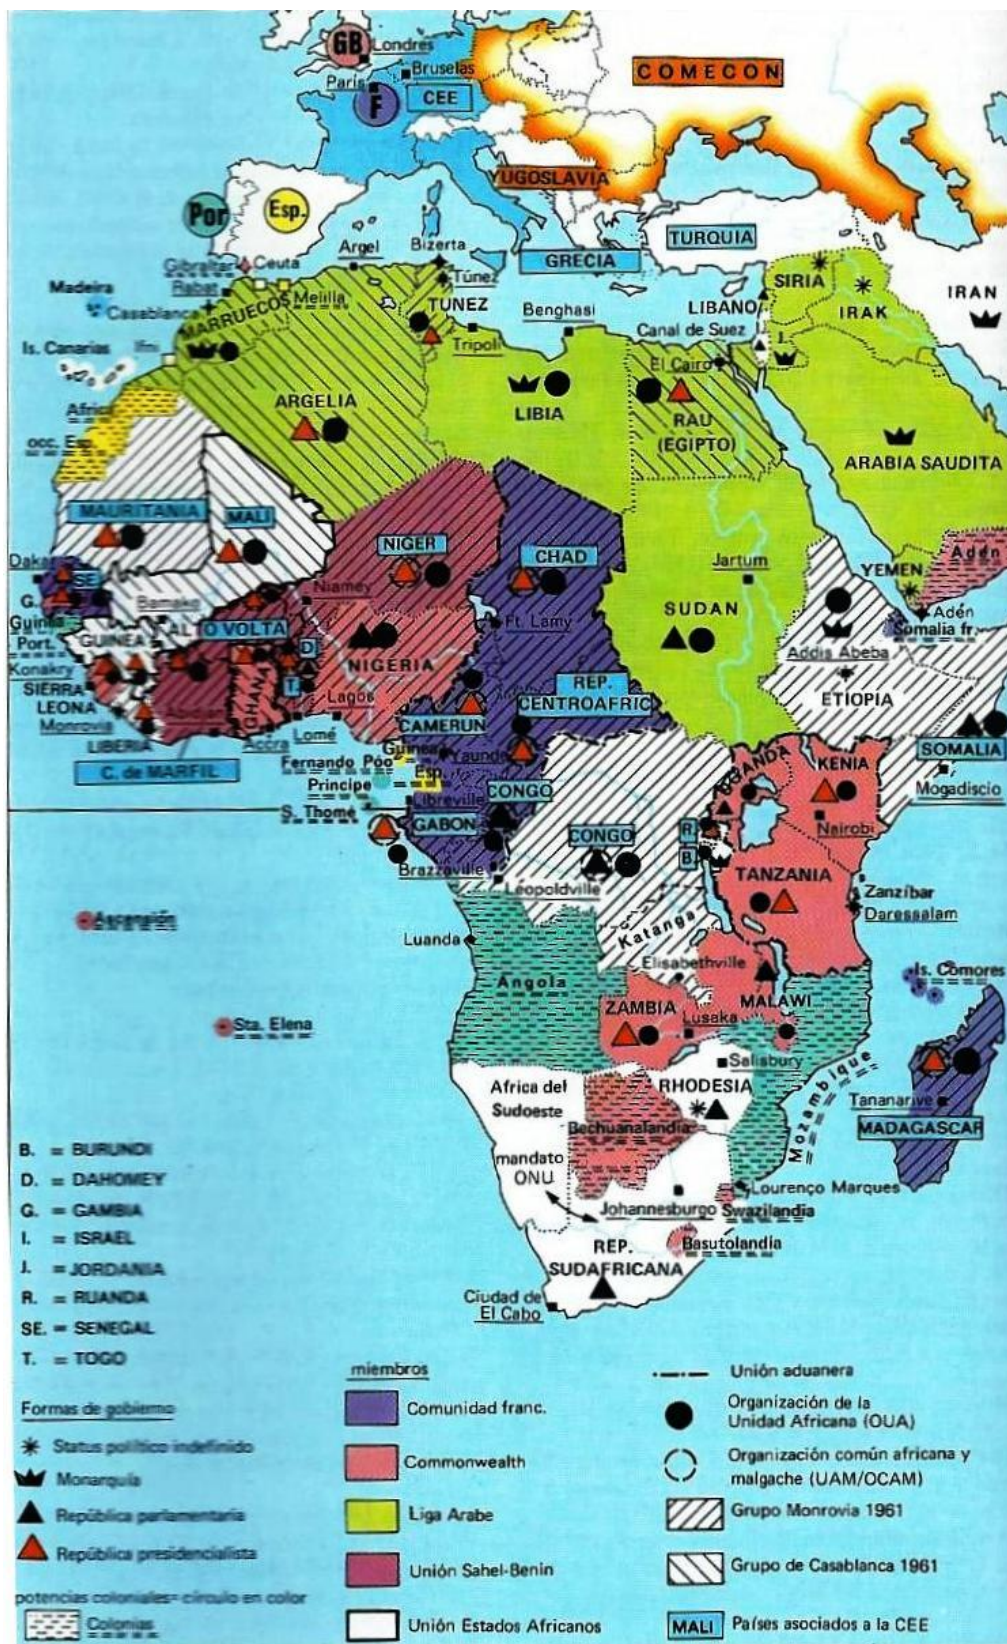 GB
Londres
COMECON
Bruselas
París
CEE
F
YUGOSLAVIA
Por
Esp.
TURQUIA
Argel
Bizerta
GRECIA
Gibraltar
Ceuta
Túnez
SIRIA
Rabat
Madeira
Melilla
LIBANO
IRAN
Casablanca
MARRUECOS
TUNEZ
Benghasi
IRAK
Canal de Suez
I.
J.
Is. Canarias
Ifni
Tripoli
El Cairo
Africa
ARGELIA
LIBIA
RAU
(EGIPTO)
occ. Esp.
ARABIA SAUDITA
MAURITANIA
MALI
NIGER
CHAD
Adén
Dakar
SE.
Jartum
YEMEN
Niamey
G.
Adén
Bamako
Ft. Lamy
SUDAN
Somalia fr.
Guinea
Port.
GUINEA
AL
O VOLTA
D.
NIGERIA
Addis Abeba
Konakry
REP.
CENTROAFRIC
ETIOPIA
SIERRA
LEONA
T.
Lagos
GHANA
CAMERUN
Monrovia
LIBERIA
Accra
Lomé
Guinea
Yaunde
UGANDA
KENIA
SOMALIA
C. de MARFIL
Fernando Póo
Esp.
Mogadiscio
Príncipe
Libreville
CONGO
S. Thomé
GABON
CONGO
R.
Nairobi
B.
Brazzaville
Léopoldville
TANZANIA
Zanzíbar
Daressalam
Ascensión
Katanga
Luanda
Elisabethville
Is. Comores
Angola
MALAWI
Sta. Elena
ZAMBIA
Lusaka
Salisbury
Mozambique
Africa del
Sudoeste
RHODESIA
Tananarive
Bechuanalandia
MADAGASCAR
mandato
ONU
Lourenço Marques
Johannesburgo
Swazilandia
REP.
SUDAFRICANA
Basutolandia
Ciudad de
El Cabo
B. = BURUNDI
D. = DAHOMEY
G. = GAMBIA
I. = ISRAEL
J. = JORDANIA
R. = RUANDA
SE. = SENEGAL
T. = TOGO
Formas de gobierno
Status político indefinido
Monarquía
República parlamentaria
República presidencialista
potencias coloniales= círculo en color
Colonias
miembros
Comunidad franc.
Commonwealth
Liga Arabe
Unión Sahel-Benin
Unión Estados Africanos
Unión aduanera
Organización de la
Unidad Africana (OUA)
Organización común africana y
malgache (UAM/OCAM)
Grupo Monrovia 1961
Grupo de Casablanca 1961
MALI
Países asociados a la CEE